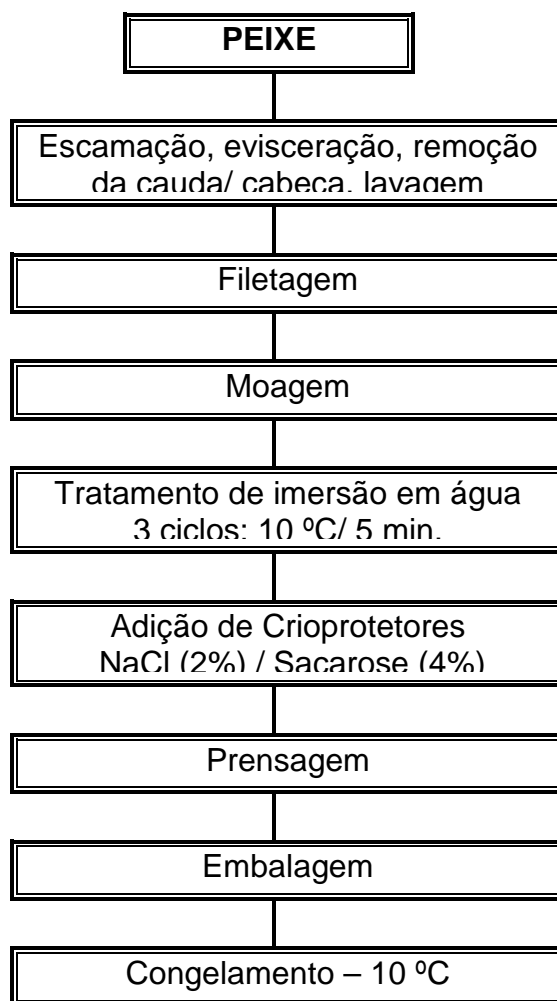 PEIXE
Escamação, evisceração, remoção
da cauda/ cabeça, lavagem
Filetagem
Moagem
Tratamento de imersão em água
3 ciclos: 10 ºC/ 5 min.
Adição de Crioprotetores
NaCl (2%) / Sacarose (4%)
Prensagem
Embalagem
Congelamento – 10 ºC